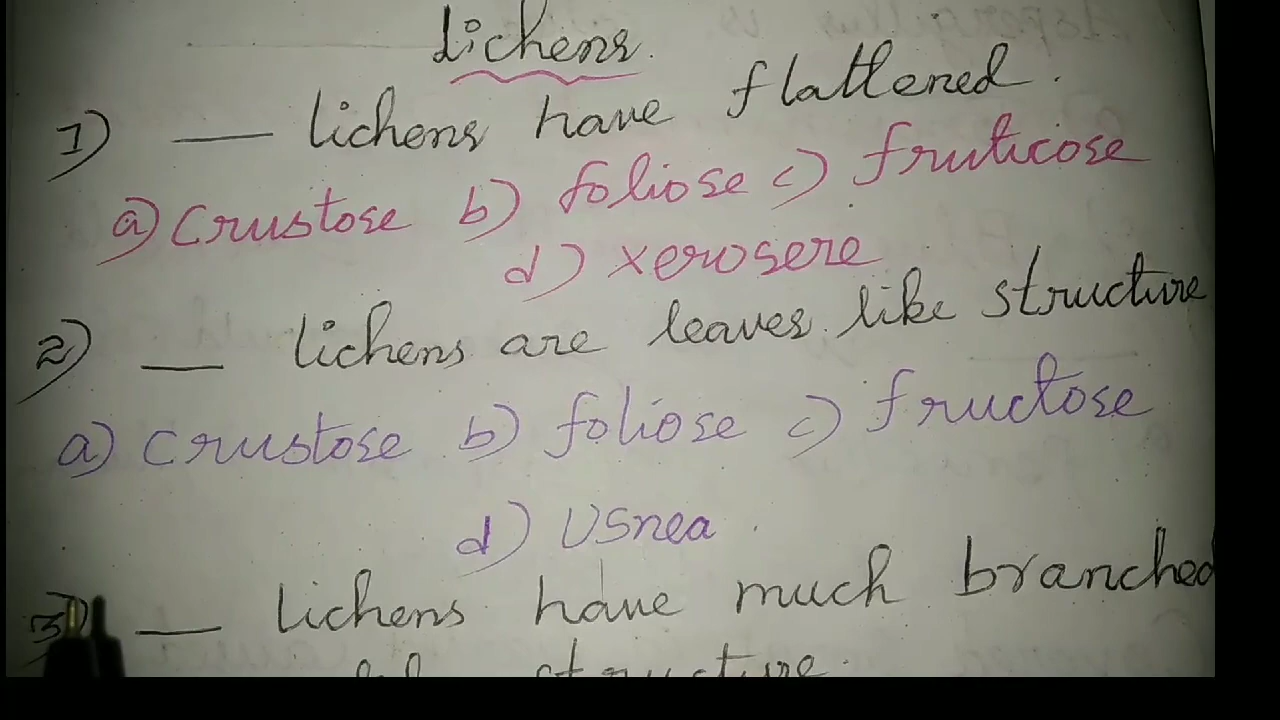 Lichens.
1) ___ lichens have flattened.
a) crustose b) foliose c) fruticose
d) xerosere
2) ___ lichens are leaves like structure
a) crustose b) foliose c) fructose
d) Usnea
3) ___ lichens have much branched
structure.